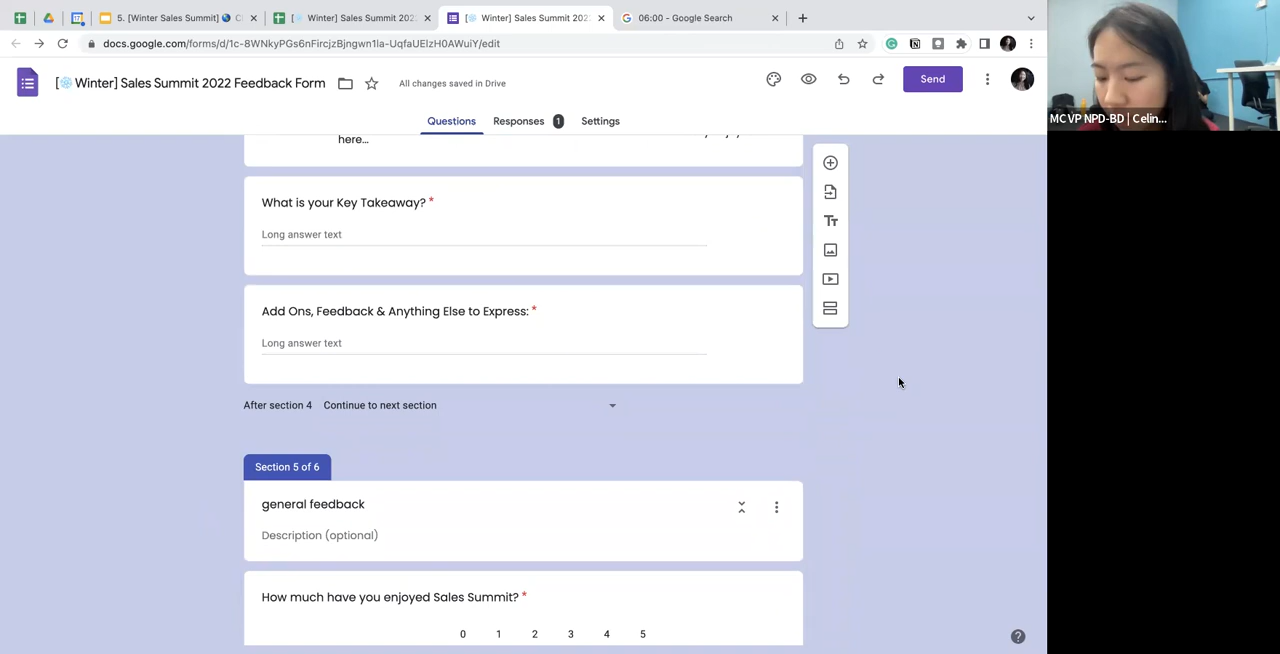 5. [Winter] Sales Summit]
[❄️ Winter] Sales Summit 202
[❄️ Winter] Sales Summit 202
06:00 - Google Search
docs.google.com/forms/d/1c-8WNkyPGs6nFircjzBjngwn1la-UqfaUElzH0AWuiY/edit
[❄️Winter] Sales Summit 2022 Feedback Form
All changes saved in Drive
Send
Questions
Responses 1
Settings
here...
What is your Key Takeaway? *
Long answer text
Add Ons, Feedback & Anything Else to Express: *
Long answer text
After section 4 Continue to next section
Section 5 of 6
general feedback
Description (optional)
How much have you enjoyed Sales Summit? *
0 1 2 3 4 5
MC VP NPD-BD | Celin...